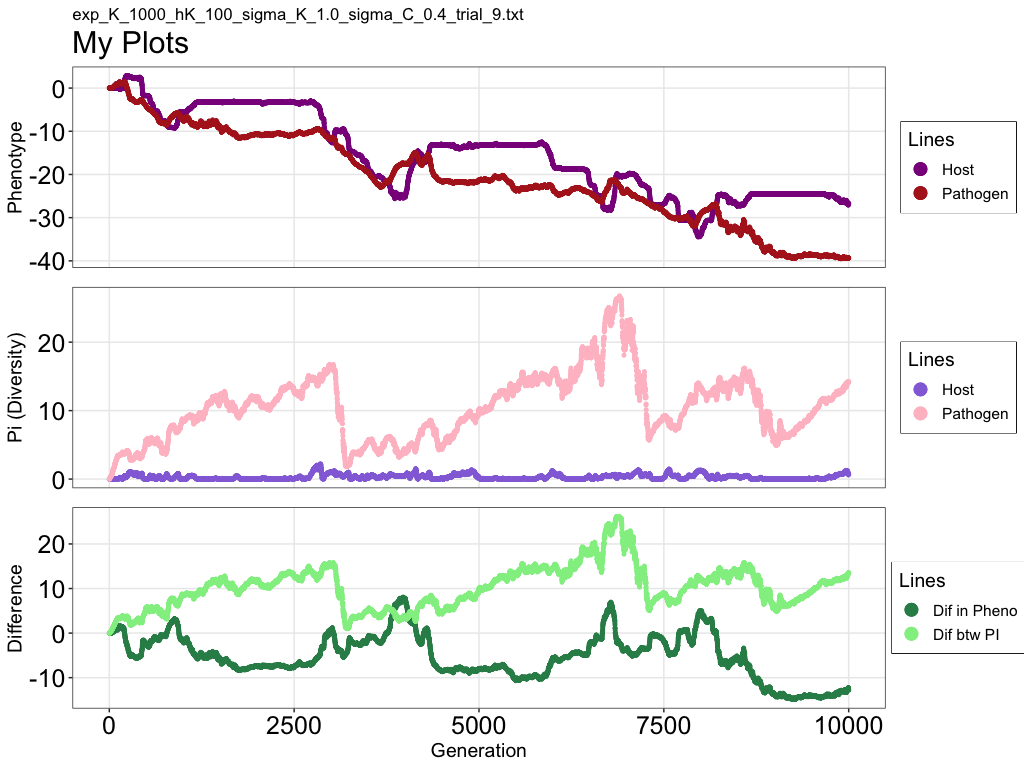 exp_K_1000_hK_100_sigma_K_1.0_sigma_C_0.4_trial_9.txt
My Plots
Phenotype
0
-10
-20
-30
-40
Lines
Host
Pathogen
Pi (Diversity)
20
10
0
Lines
Host
Pathogen
Difference
20
10
0
-10
Lines
Dif in Pheno
Dif btw PI
0 2500 5000 7500 10000
Generation